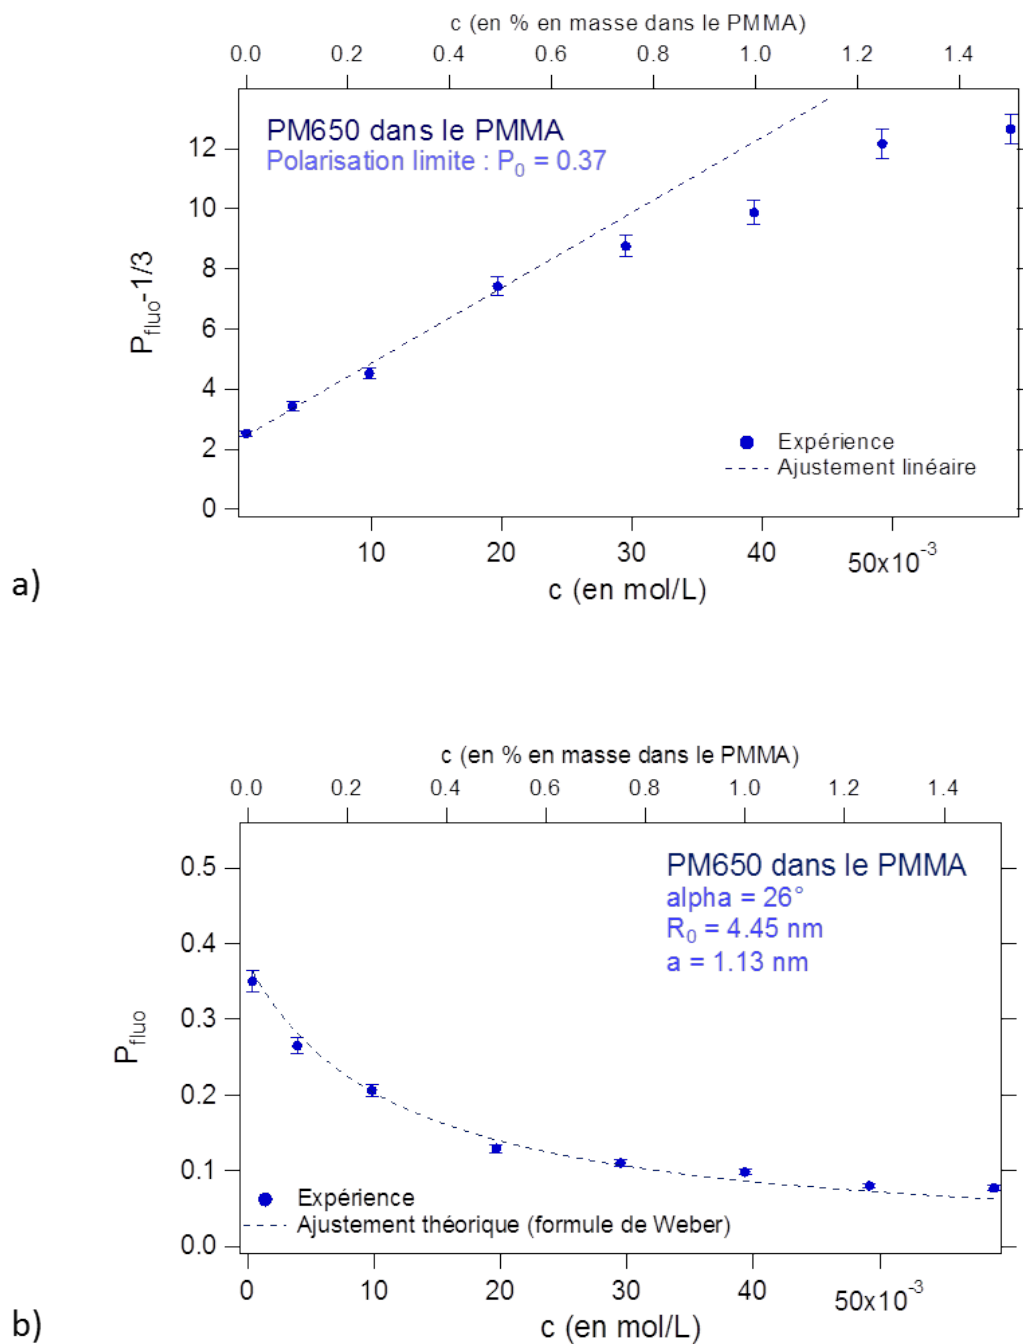 c (en % en masse dans le PMMA)
0.0 0.2 0.4 0.6 0.8 1.0 1.2 1.4
PM650 dans le PMMA
Polarisation limite : P₀ = 0.37
12
10
8
6
4
2
0
P_fluo-1/3
Expérience
Ajustement linéaire
10 20 30 40 50x10⁻³
c (en mol/L)
a)
c (en % en masse dans le PMMA)
0.0 0.2 0.4 0.6 0.8 1.0 1.2 1.4
PM650 dans le PMMA
alpha = 26°
R₀ = 4.45 nm
a = 1.13 nm
0.5
0.4
0.3
0.2
0.1
0.0
P_fluo
Expérience
Ajustement théorique (formule de Weber)
0 10 20 30 40 50x10⁻³
c (en mol/L)
b)